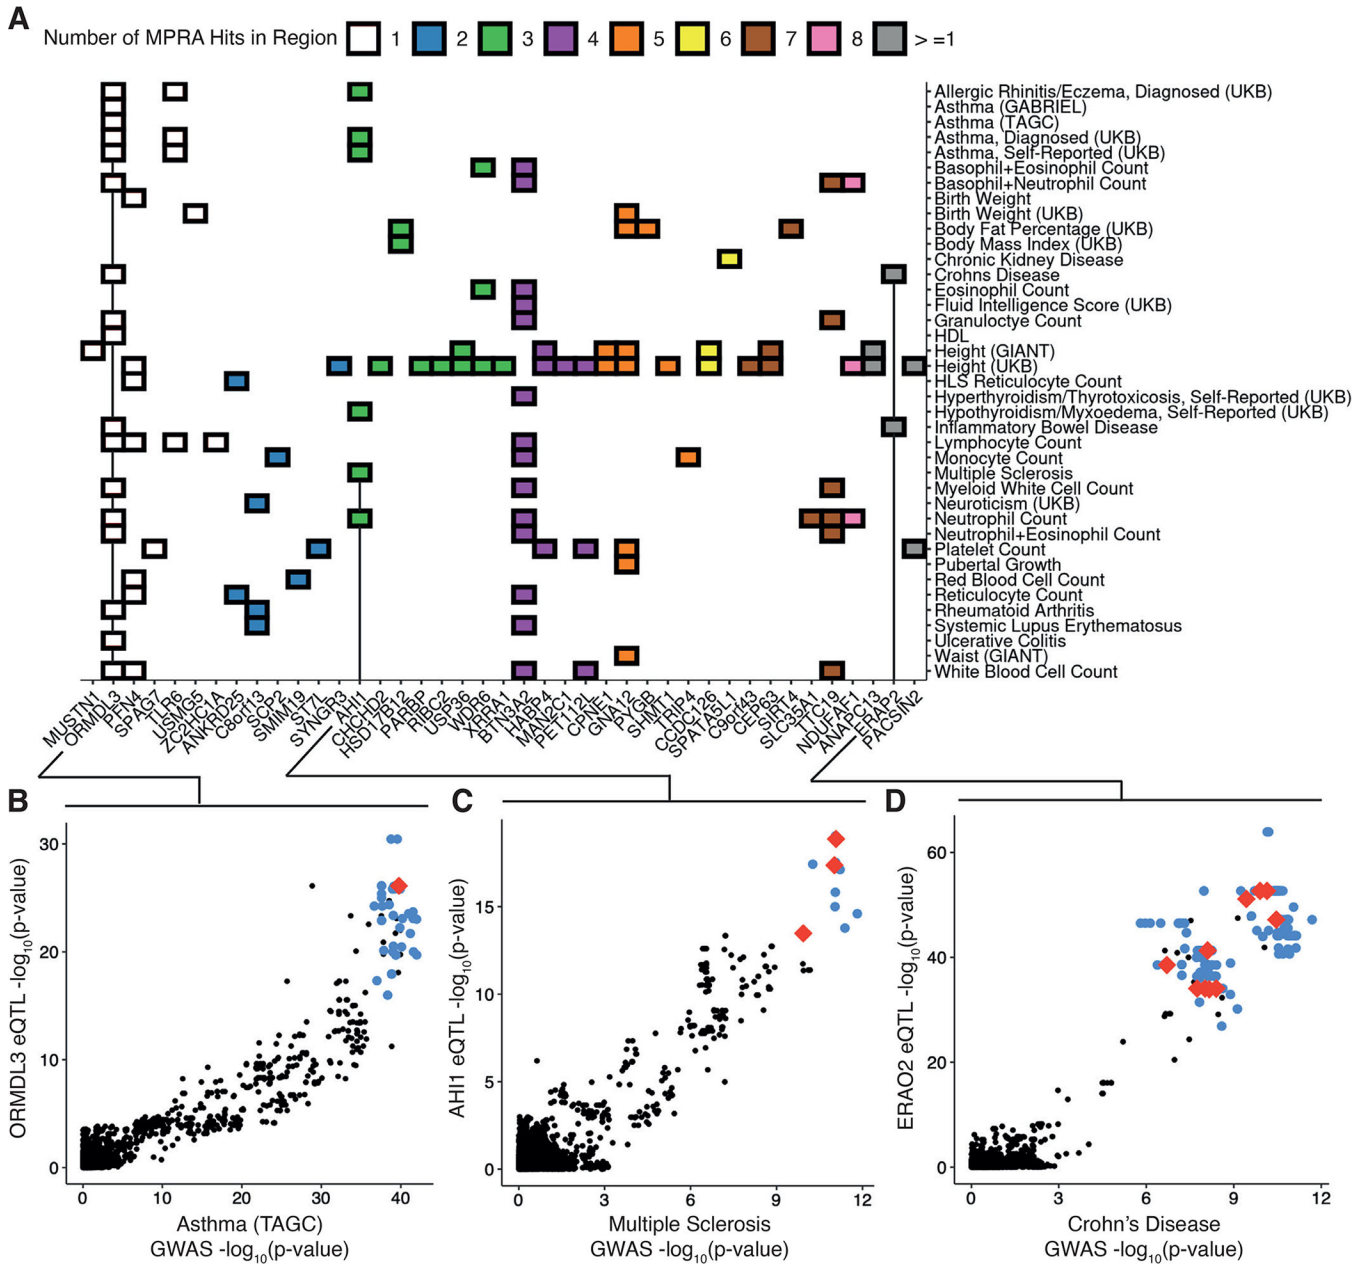 A
Number of MPRA Hits in Region 1 2 3 4 5 6 7 8 > =1
Allergic Rhinitis/Eczema, Diagnosed (UKB)
Asthma (GABRIEL)
Asthma (TAGC)
Asthma, Diagnosed (UKB)
Asthma, Self-Reported (UKB)
Basophil+Eosinophil Count
Basophil+Neutrophil Count
Birth Weight
Birth Weight (UKB)
Body Fat Percentage (UKB)
Body Mass Index (UKB)
Chronic Kidney Disease
Crohns Disease
Eosinophil Count
Fluid Intelligence Score (UKB)
Granuloctye Count
HDL
Height (GIANT)
Height (UKB)
HLS Reticulocyte Count
Hyperthyroidism/Thyrotoxicosis, Self-Reported (UKB)
Hypothyroidism/Myxoedema, Self-Reported (UKB)
Inflammatory Bowel Disease
Lymphocyte Count
Monocyte Count
Multiple Sclerosis
Myeloid White Cell Count
Neuroticism (UKB)
Neutrophil Count
Neutrophil+Eosinophil Count
Platelet Count
Pubertal Growth
Red Blood Cell Count
Reticulocyte Count
Rheumatoid Arthritis
Systemic Lupus Erythematosus
Ulcerative Colitis
Waist (GIANT)
White Blood Cell Count
MUSTN1
ORMDL3
PEN4
SPAG7
TLR6
USMG5
ZC2HC1A
ANKRD25
C8orf13
SCP2
SMIM19
ST7L
SYNGR3
AHI1
CHCHD2
HSD17B12
PARBP
RIBC2
USP36
WDR6
XRRA1
BTN3A2
HARP4
MAN2C1
PET112L
CPNE1
GNA12
PYGB
SHMT1
TRIP4
CCDC126
SPATA5L1
C9orf43
CEP63
SIRT4
SLC35A1
TTC19
NDUFAF1
ANAPC13
ERAP2
PACSIN2
B
ORMDL3 eQTL -log10(p-value)
30
20
10
0
0 10 20 30 40
Asthma (TAGC)
GWAS -log10(p-value)
C
AHI1 eQTL -log10(p-value)
15
10
5
0
0 3 6 9 12
Multiple Sclerosis
GWAS -log10(p-value)
D
ERAO2 eQTL -log10(p-value)
60
40
20
0
0 3 6 9 12
Crohn's Disease
GWAS -log10(p-value)